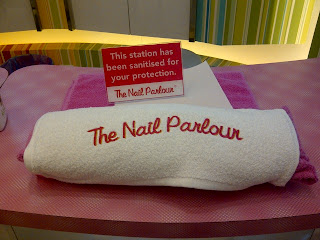 This station has
been sanitised for
your protection.
The Nail Parlour
The Nail Parlour